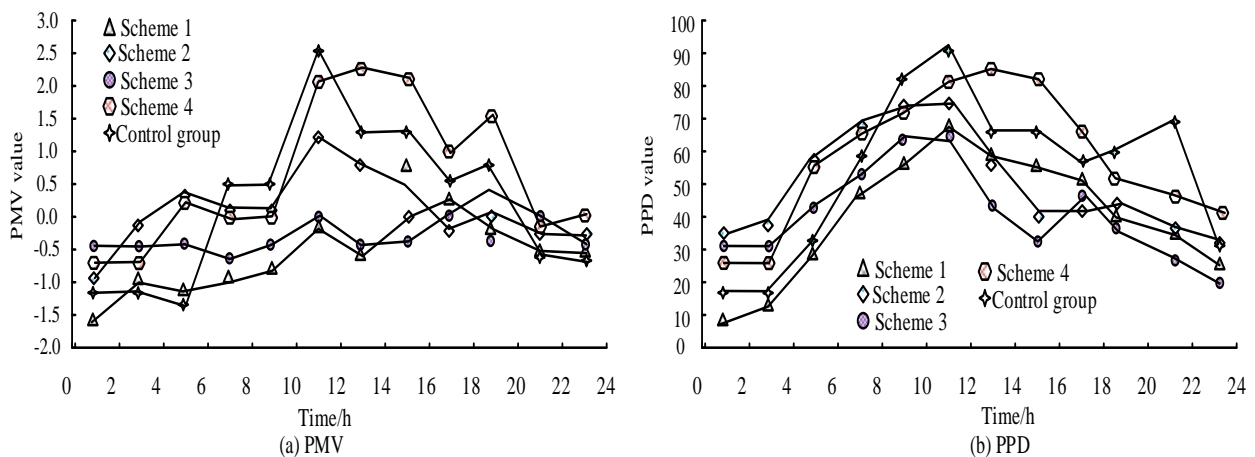 3.0
2.5
2.0
1.5
1.0
0.5
0.0
-0.5
-1.0
-1.5
-2.0
PMV value
Scheme 1
Scheme 2
Scheme 3
Scheme 4
Control group
0 2 4 6 8 10 12 14 16 18 20 22 24
Time/h
(a) PMV
100
90
80
70
60
50
40
30
20
10
0
PPD value
Scheme 1
Scheme 2
Scheme 3
Scheme 4
Control group
0 2 4 6 8 10 12 14 16 18 20 22 24
Time/h
(b) PPD